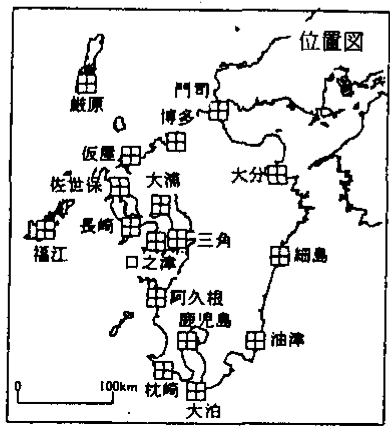 位置図
厳原
門司
博多
仮屋
佐世保
大浦
大分
長崎
三角
福江
口之津
細島
阿久根
鹿児島
油津
0
100km
枕崎
大泊